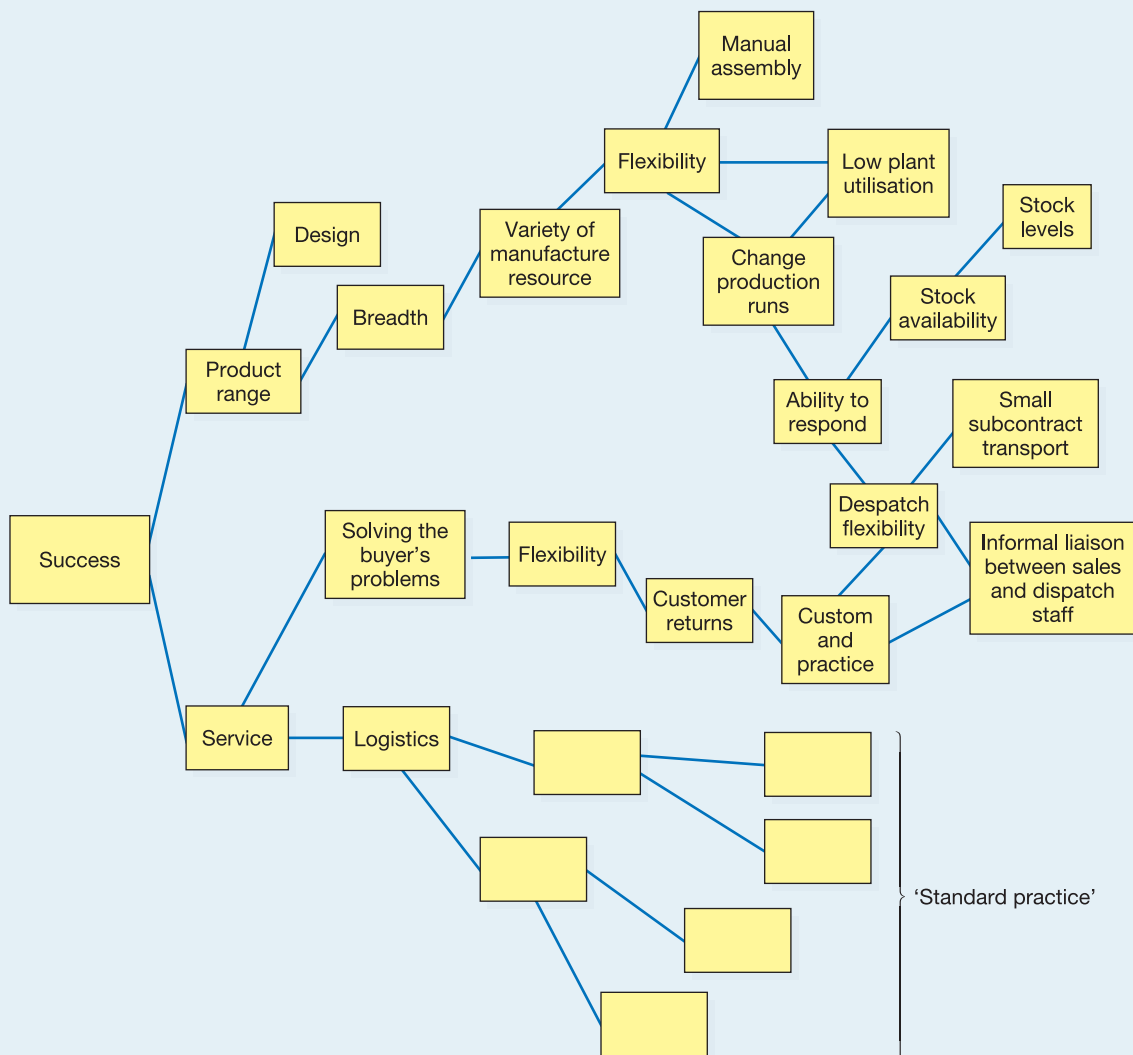 Manual
assembly
Flexibility
Low plant
utilisation
Stock
levels
Design
Variety of
manufacture
resource
Change
production
runs
Stock
availability
Breadth
Product
range
Ability to
respond
Small
subcontract
transport
Success
Solving the
buyer's
problems
Flexibility
Despatch
flexibility
Informal liaison
between sales
and dispatch
staff
Customer
returns
Custom
and
practice
Service
Logistics
'Standard practice'